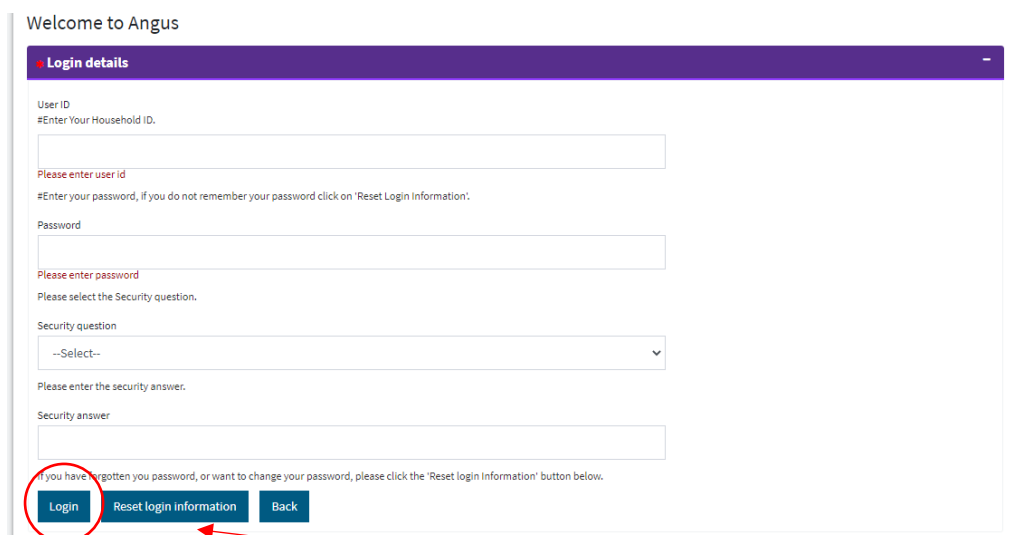 Welcome to Angus
* Login details
User ID
#Enter Your Household ID.
Please enter user id
#Enter your password, if you do not remember your password click on 'Reset Login Information'.
Password
Please enter password
Please select the Security question.
Security question
--Select--
Please enter the security answer.
Security answer
If you have forgotten you password, or want to change your password, please click the 'Reset login Information' button below.
Login Reset login information Back